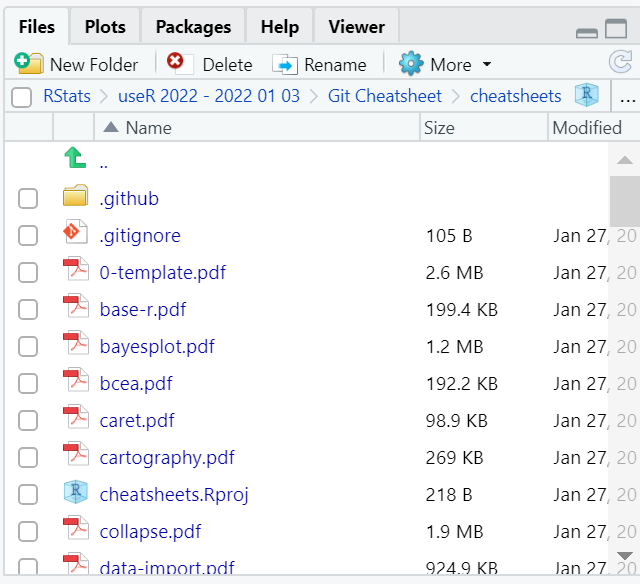 Files Plots Packages Help Viewer
New Folder Delete Rename More
RStats useR 2022 - 2022 01 03 Git Cheatsheet cheatsheets R ...
Name Size Modified
..
.github
.gitignore 105 B Jan 27, 20
0-template.pdf 2.6 MB Jan 27, 20
base-r.pdf 199.4 KB Jan 27, 20
bayesplot.pdf 1.2 MB Jan 27, 20
bcea.pdf 192.2 KB Jan 27, 20
caret.pdf 98.9 KB Jan 27, 20
cartography.pdf 269 KB Jan 27, 20
R cheatsheets.Rproj 218 B Jan 27, 20
collapse.pdf 1.9 MB Jan 27, 20
data-import.pdf 924.9 KB Jan 27, 20